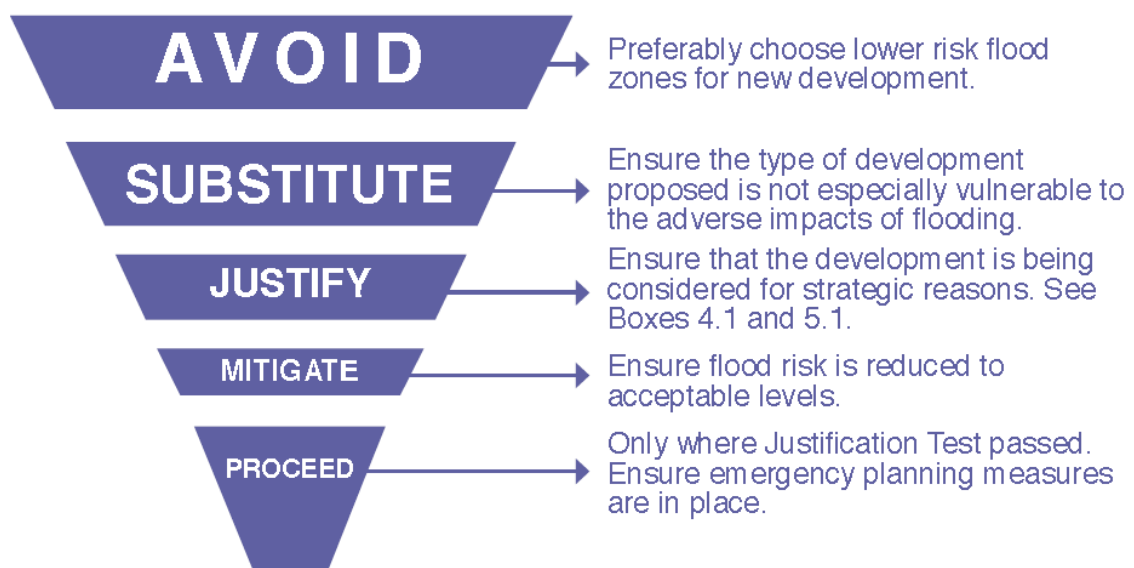 AVOID
Preferably choose lower risk flood
zones for new development.
SUBSTITUTE
Ensure the type of development
proposed is not especially vulnerable to
the adverse impacts of flooding.
JUSTIFY
Ensure that the development is being
considered for strategic reasons. See
Boxes 4.1 and 5.1.
MITIGATE
Ensure flood risk is reduced to
acceptable levels.
PROCEED
Only where Justification Test passed.
Ensure emergency planning measures
are in place.